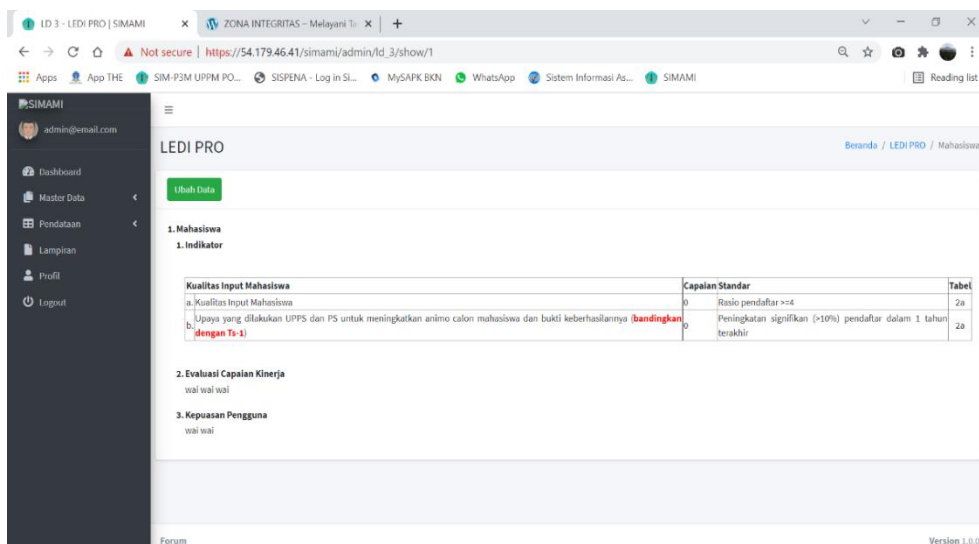 LD 3 - LEDI PRO | SIMAMI
ZONA INTEGRITAS – Melayani Ta
Not secure | https://54.179.46.41/simami/admin/ld_3/show/1
Apps App THE SIM-P3M UPPM PO... SISPENA - Log in Si... MySAPK BKN WhatsApp Sistem Informasi As... SIMAMI Reading list
SIMAMI
admin@email.com
Dashboard
Master Data
Pendataan
Lampiran
Profil
Logout
LEDI PRO
Beranda / LEDI PRO / Mahasiswa
Ubah Data
1. Mahasiswa
1. Indikator
Kualitas Input Mahasiswa Capaian Standar Tabel
a. Kualitas Input Mahasiswa 0 Rasio pendaftar >=4 2a
b. Upaya yang dilakukan UPPS dan PS untuk meningkatkan animo calon mahasiswa dan bukti keberhasilannya (bandingkan
dengan Ts-1)
0
Peningkatan signifikan (>10%) pendaftar dalam 1 tahun
terakhir
2a
2. Evaluasi Capaian Kinerja
wai wai wai
3. Kepuasan Pengguna
wai wai
Forum
Version 1.0.0